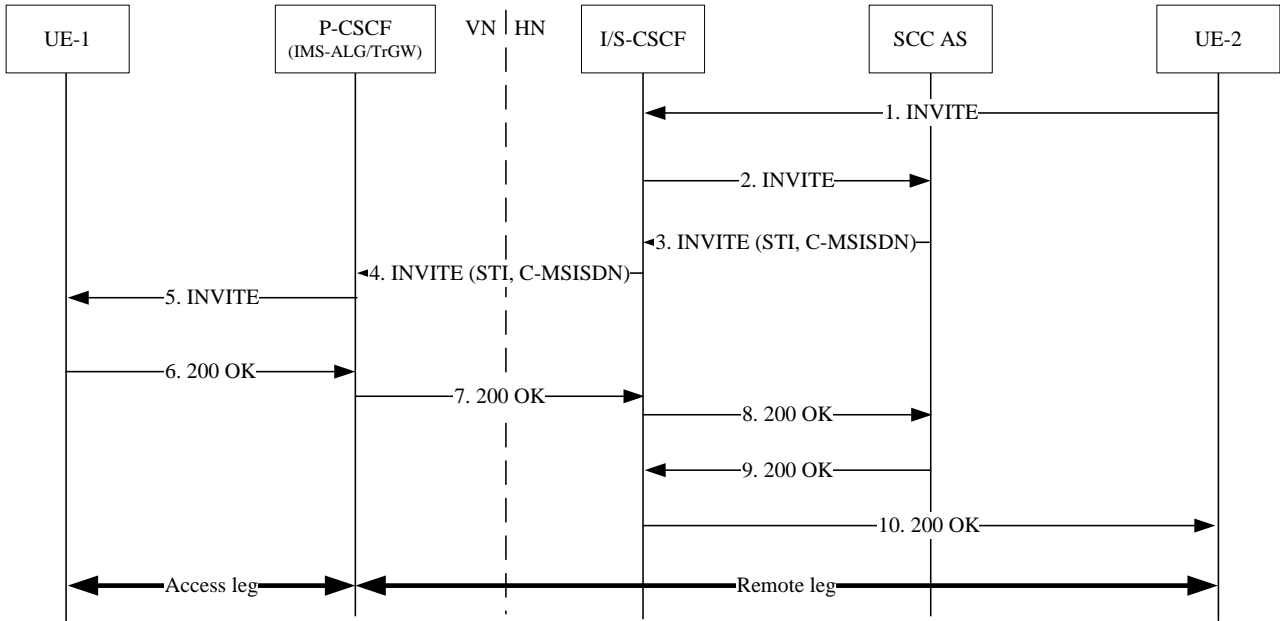 UE-1
P-CSCF
(IMS-ALG/TrGW)
VN HN
I/S-CSCF
SCC AS
UE-2
1. INVITE
2. INVITE
3. INVITE (STI, C-MSISDN)
4. INVITE (STI, C-MSISDN)
5. INVITE
6. 200 OK
7. 200 OK
8. 200 OK
9. 200 OK
10. 200 OK
Access leg
Remote leg